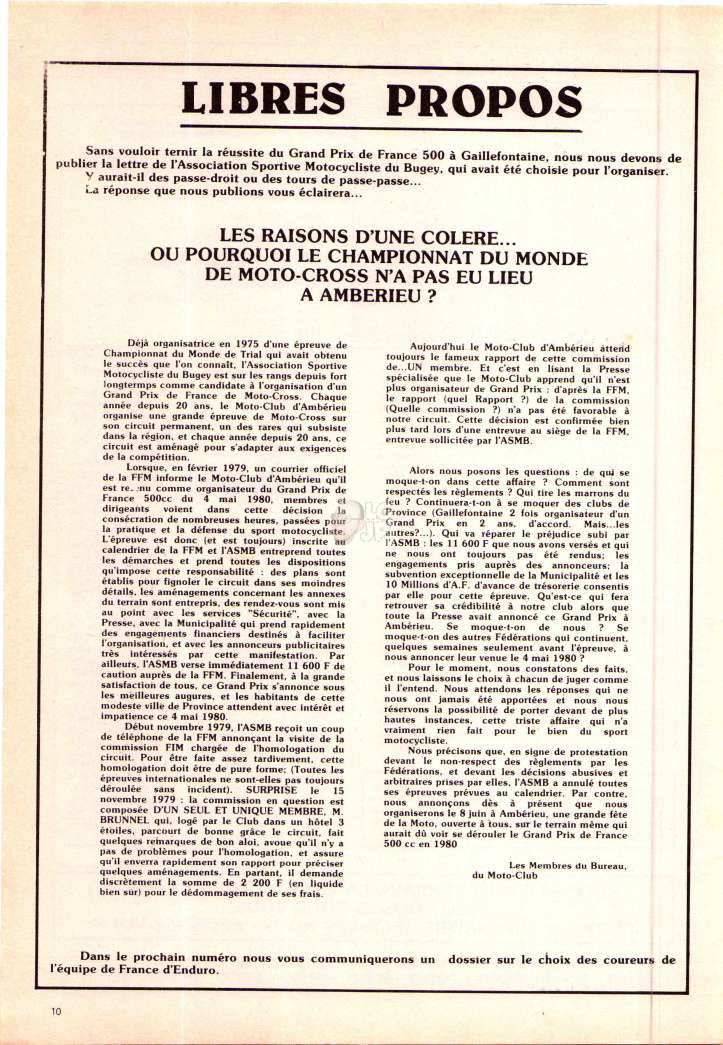 LIBRES PROPOS
Sans vouloir ternir la réussite du Grand Prix de France 500 à Gaillefontaine, nous nous devons de
publier la lettre de l'Association Sportive Motocycliste du Bugey, qui avait été choisie pour l'organiser.
Y aurait-il des passe-droit ou des tours de passe-passe...
La réponse que nous publions vous éclairera...
LES RAISONS D'UNE COLERE...
OU POURQUOI LE CHAMPIONNAT DU MONDE
DE MOTO-CROSS N'A PAS EU LIEU
A AMBERIEU ?
Déjà organisatrice en 1975 d'une épreuve de
Championnat du Monde de Trial qui avait obtenu
le succès que l'on connaît, l'Association Sportive
Motocycliste du Bugey est sur les rangs depuis fort
longtermps comme candidate à l'organisation d'un
Grand Prix de France de Moto-Cross. Chaque
année depuis 20 ans, le Moto-Club d'Ambérieu
organise une grande épreuve de Moto-Cross sur
son circuit permanent, un des rares qui subsiste
dans la région, et chaque année depuis 20 ans, ce
circuit est aménagé pour s'adapter aux exigences
de la compétition.
Lorsque, en février 1979, un courrier officiel
de la FFM informe le Moto-Club d'Ambérieu qu'il
est re..enu comme organisateur du Grand Prix de
France 500cc du 4 mai 1980, membres et
dirigeants voient dans cette décision la
consécration de nombreuses heures, passées pour
la pratique et la défense du sport motocycliste.
L'épreuve est donc (et est toujours) inscrite au
calendrier de la FFM et l'ASMB entreprend toutes
les démarches et prend toutes les dispositions
qu'impose cette responsabilité : des plans sont
établis pour fignoler le circuit dans ses moindres
détails, les aménagements concernant les annexes
du terrain sont entrepris, des rendez-vous sont mis
au point avec les services "Sécurité", avec la
Presse, avec la Municipalité qui prend rapidement
des engagements financiers destinés à faciliter
l'organisation, et avec les annonceurs publicitaires
très intéressés par cette manifestation. Par
ailleurs, l'ASMB verse immédiatement 11 600 F de
caution auprès de la FFM. Finalement, à la grande
satisfaction de tous, ce Grand Prix s'annonce sous
les meilleures augures, et les habitants de cette
modeste ville de Province attendent avec intérêt et
impatience ce 4 mai 1980.
Début novembre 1979, l'ASMB reçoit un coup
de téléphone de la FFM annonçant la visite de la
commission FIM chargée de l'homologation du
circuit. Pour être faite assez tardivement, cette
homologation doit être de pure forme; (Toutes les
épreuves internationales ne sont-elles pas toujours
déroulée sans incident). SURPRISE le 15
novembre 1979 : la commission en question est
composée D'UN SEUL ET UNIQUE MEMBRE, M.
BRUNNEL qui, logé par le Club dans un hôtel 3
étoiles, parcourt de bonne grâce le circuit, fait
quelques remarques de bon aloi, avoue qu'il n'y a
pas de problèmes pour l'homologation, et assure
qu'il enverra rapidement son rapport pour préciser
quelques aménagements. En partant, il demande
discrètement la somme de 2 200 F (en liquide
bien sûr) pour le dédommagement de ses frais.
Aujourd'hui le Moto-Club d'Ambérieu attend
toujours le fameux rapport de cette commission
de...UN membre. Et c'est en lisant la Presse
spécialisée que le Moto-Club apprend qu'il n'est
plus organisateur de Grand Prix : d'après la FFM,
le rapport (quel Rapport ?) de la commission
(Quelle commission ?) n'a pas été favorable à
notre circuit. Cette décision est confirmée bien
plus tard lors d'une entrevue au siège de la FFM,
entrevue sollicitée par l'ASMB.
Alors nous posons les questions : de qui se
moque-t-on dans cette affaire ? Comment sont
respectés les règlements ? Qui tire les marrons du
feu ? Continuera-t-on à se moquer des clubs de
Province (Gaillefontaine 2 fois organisateur d'un
Grand Prix en 2 ans, d'accord. Mais...les
autres?...). Qui va réparer le préjudice subi par
l'ASMB : les 11 600 F que nous avons versés et qui
ne nous ont toujours pas été rendus; les
engagements pris auprès des annonceurs; la
subvention exceptionnelle de la Municipalité et les
10 Millions d'A.F. d'avance de trésorerie consentis
par elle pour cette épreuve. Qu'est-ce qui fera
retrouver sa crédibilité à notre club alors que
toute la Presse avait annoncé ce Grand Prix à
Ambérieu. Se moque-t-on de nous ? Se
moque-t-on des autres Fédérations qui continuent,
quelques semaines seulement avant l'épreuve, à
nous annoncer leur venue le 4 mai 1980 ?
Pour le moment, nous constatons des faits,
et nous laissons le choix à chacun de juger comme
il l'entend. Nous attendons les réponses qui ne
nous ont jamais été apportées et nous nous
réservons la possibilité de porter devant de plus
hautes instances, cette triste affaire qui n'a
vraiment rien fait pour le bien du sport
motocycliste.
Nous précisons que, en signe de protestation
devant le non-respect des règlements par les
Fédérations, et devant les décisions abusives et
arbitraires prises par elles, l'ASMB a annulé toutes
ses épreuves prévues au calendrier. Par contre,
nous annonçons dès à présent que nous
organiserons le 8 juin à Ambérieu, une grande fête
de la Moto, ouverte à tous, sur le terrain même qui
aurait dû voir se dérouler le Grand Prix de France
500 cc en 1980
Les Membres du Bureau,
du Moto-Club
Dans le prochain numéro nous vous communiquerons un dossier sur le choix des coureurs de
l'équipe de France d'Enduro.
10